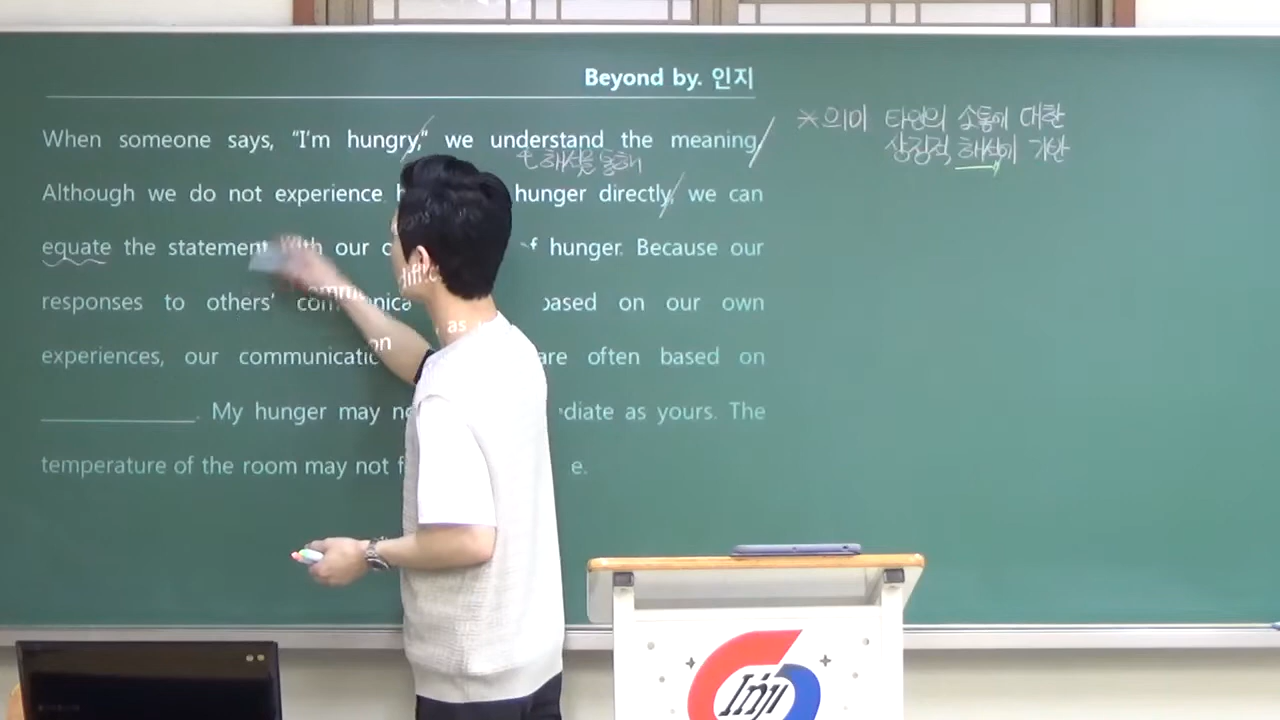 Beyond by. 인지
When someone says, “I’m hungry,“ we understand the meaning.
해석을 통해
Although we do not experience hunger directly, we can
equate the statement with our of hunger. Because our
responses to others’ based on our own
experiences, our are often based on
____________. My hunger may as yours. The
temperature of the room may not
※ 의미 타인의 소통에 대한
상징적 해석에 기반
Inji